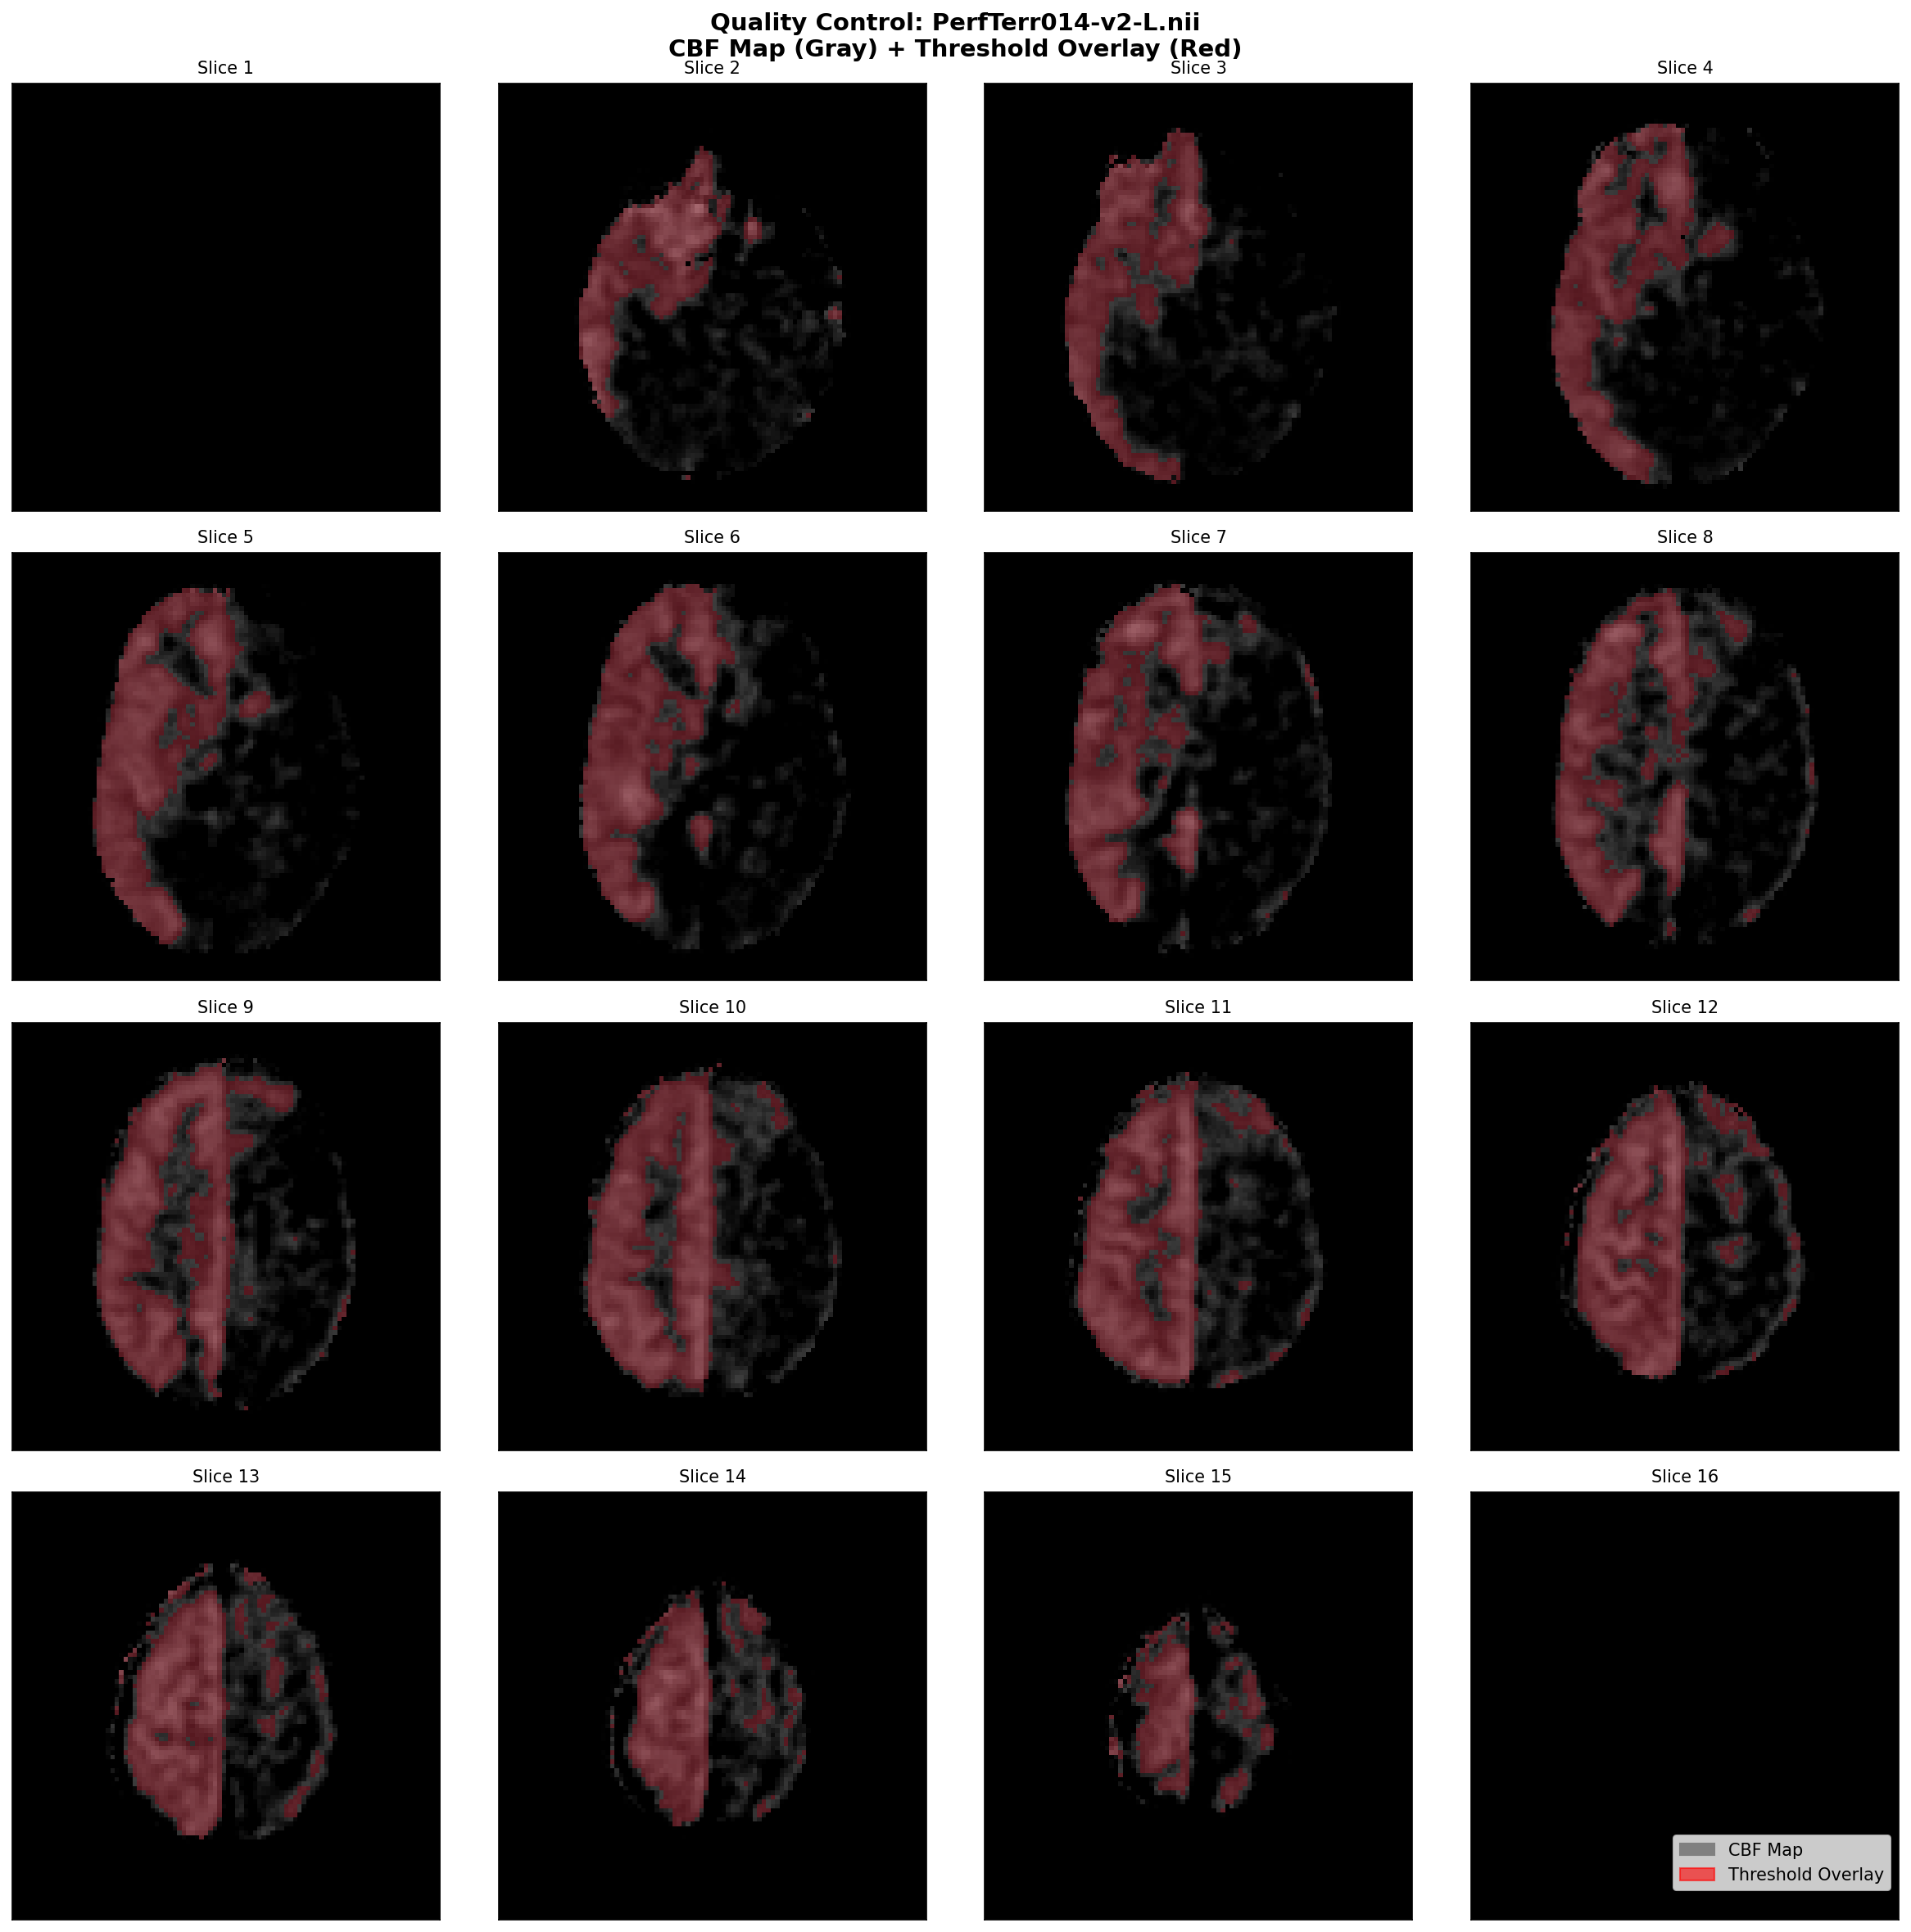 Quality Control: PerfTerr014-v2-L.nii
CBF Map (Gray) + Threshold Overlay (Red)
Slice 1
Slice 2
Slice 3
Slice 4
Slice 5
Slice 6
Slice 7
Slice 8
Slice 9
Slice 10
Slice 11
Slice 12
Slice 13
Slice 14
Slice 15
Slice 16
CBF Map
Threshold Overlay